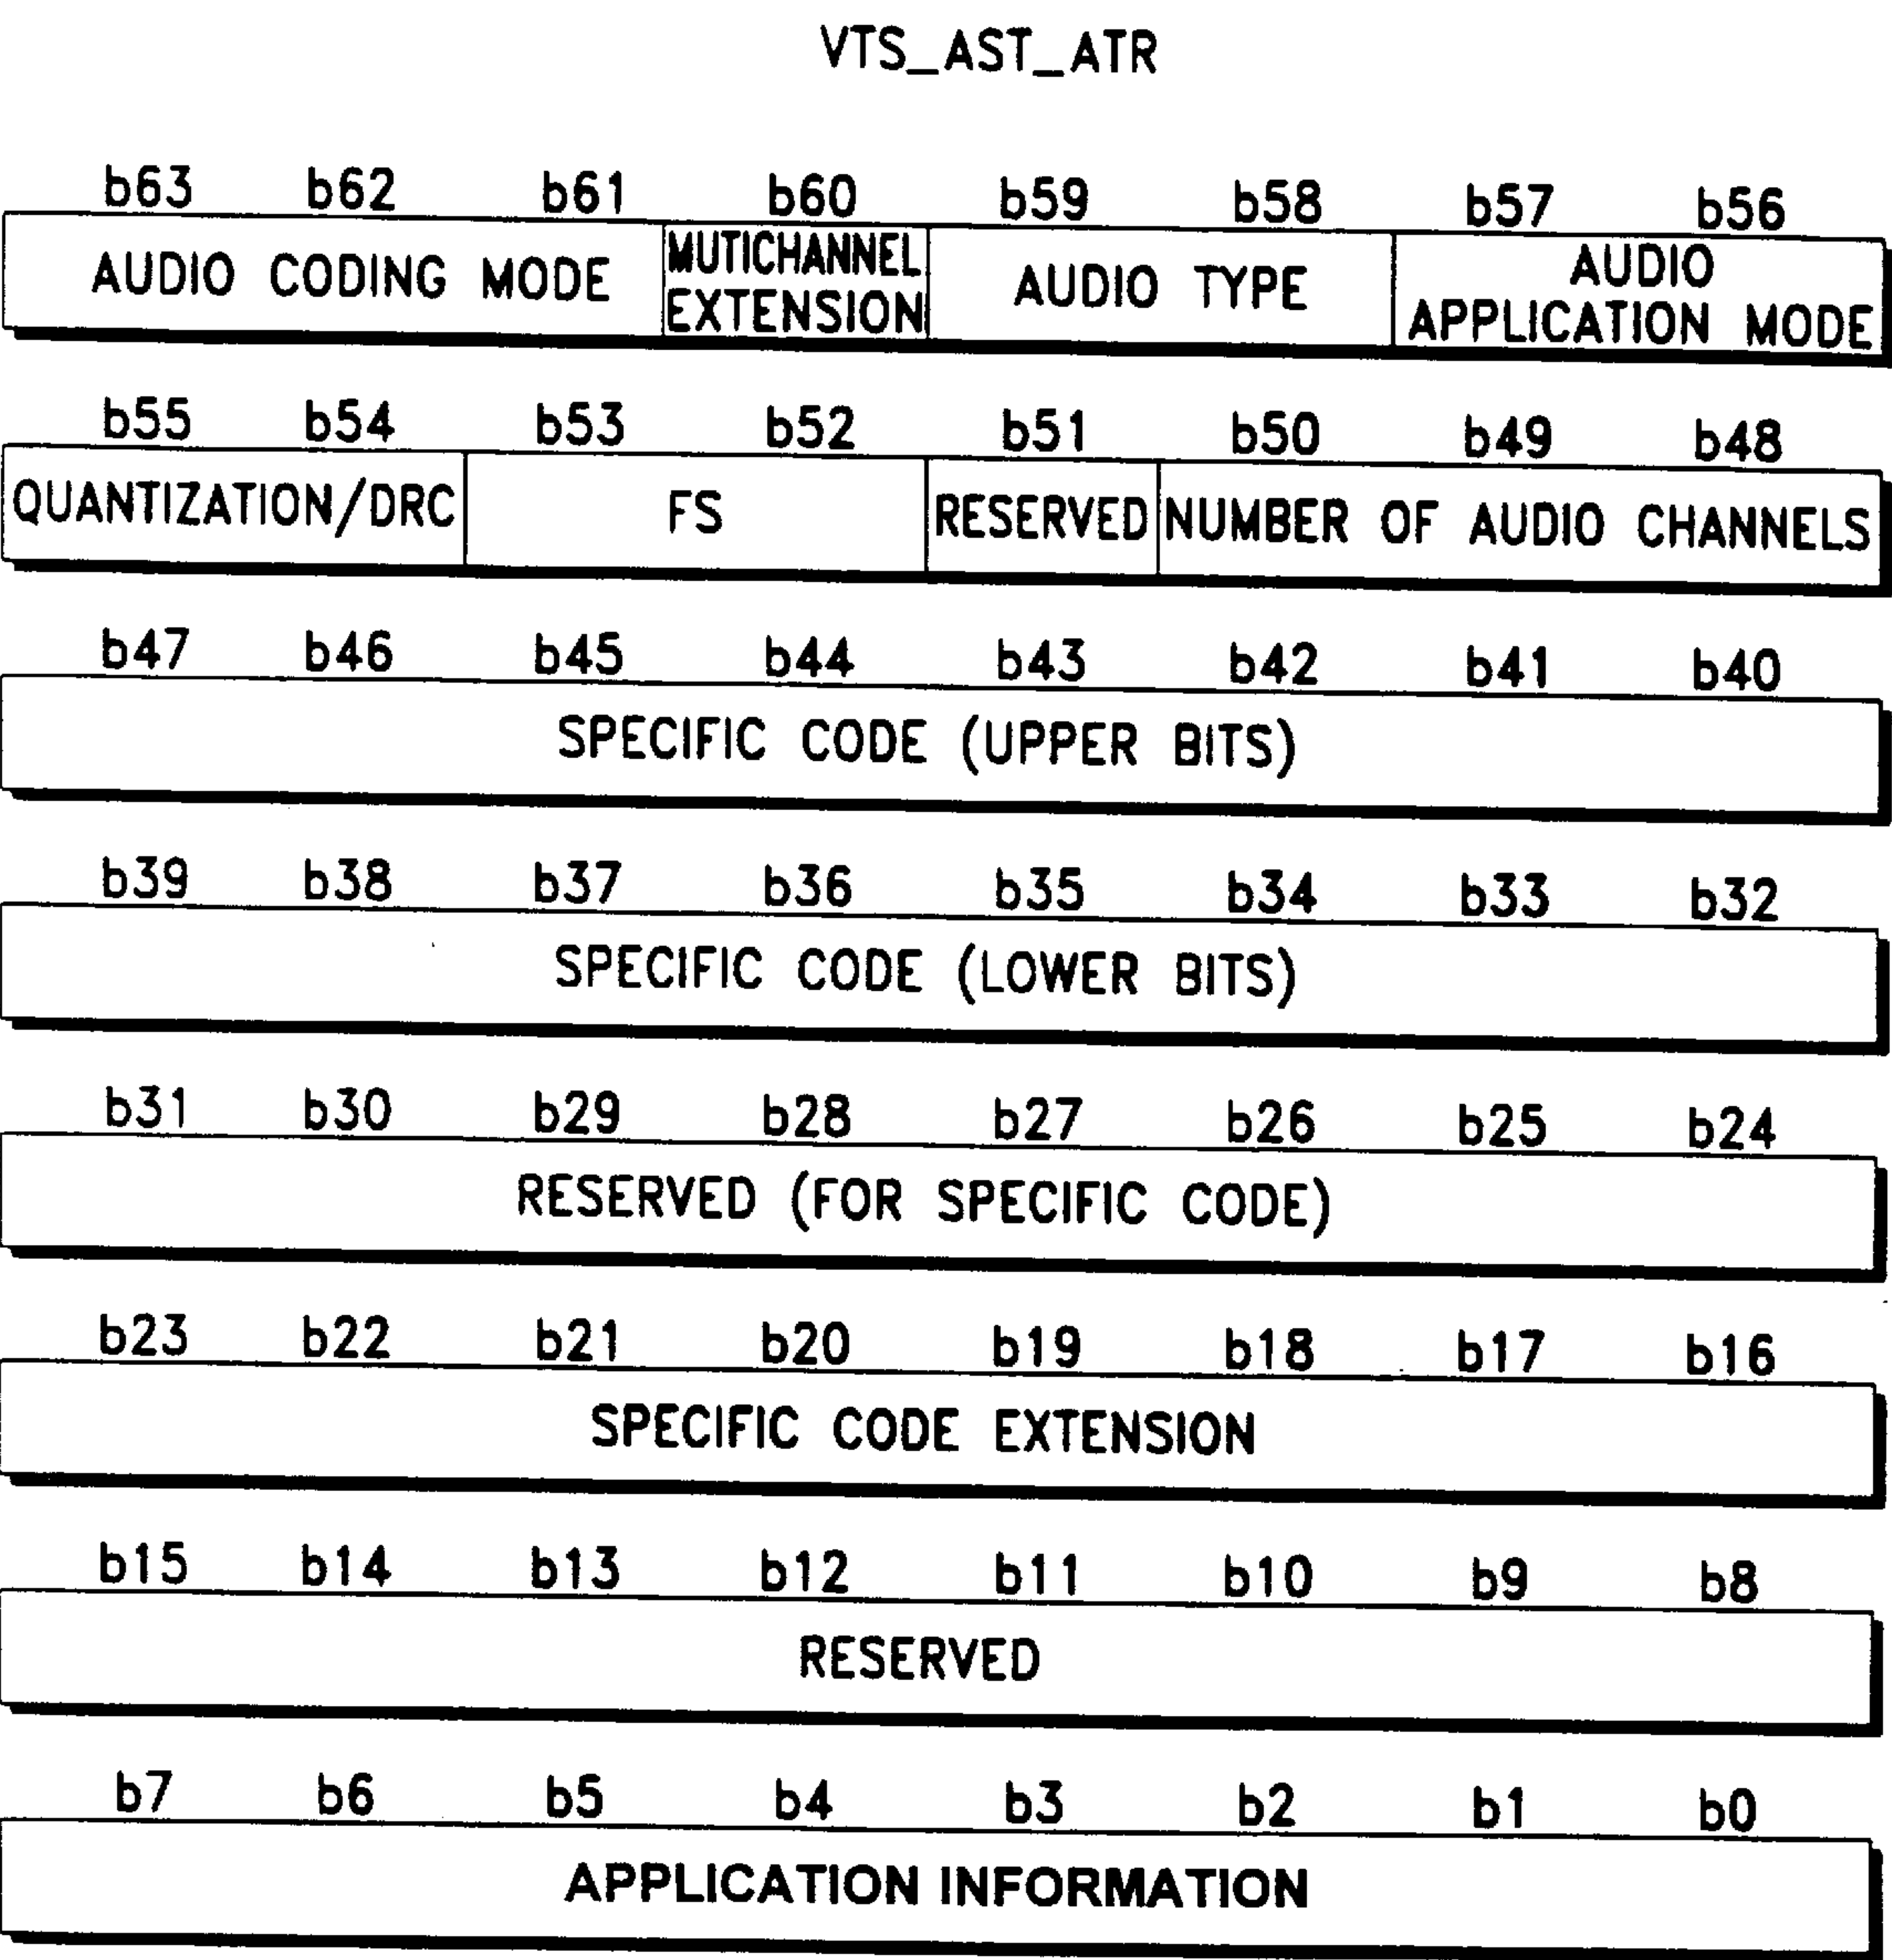 VTS_AST_ATR
b63 b62 b61 b60 b59 b58 b57 b56
AUDIO CODING MODE
MUTICHANNEL
EXTENSION
AUDIO TYPE
AUDIO
APPLICATION MODE
b55 b54 b53 b52 b51 b50 b49 b48
QUANTIZATION/DRC FS RESERVED NUMBER OF AUDIO CHANNELS
b47 b46 b45 b44 b43 b42 b41 b40
SPECIFIC CODE (UPPER BITS)
b39 b38 b37 b36 b35 b34 b33 b32
SPECIFIC CODE (LOWER BITS)
b31 b30 b29 b28 b27 b26 b25 b24
RESERVED (FOR SPECIFIC CODE)
b23 b22 b21 b20 b19 b18 b17 b16
SPECIFIC CODE EXTENSION
b15 b14 b13 b12 b11 b10 b9 b8
RESERVED
b7 b6 b5 b4 b3 b2 b1 b0
APPLICATION INFORMATION